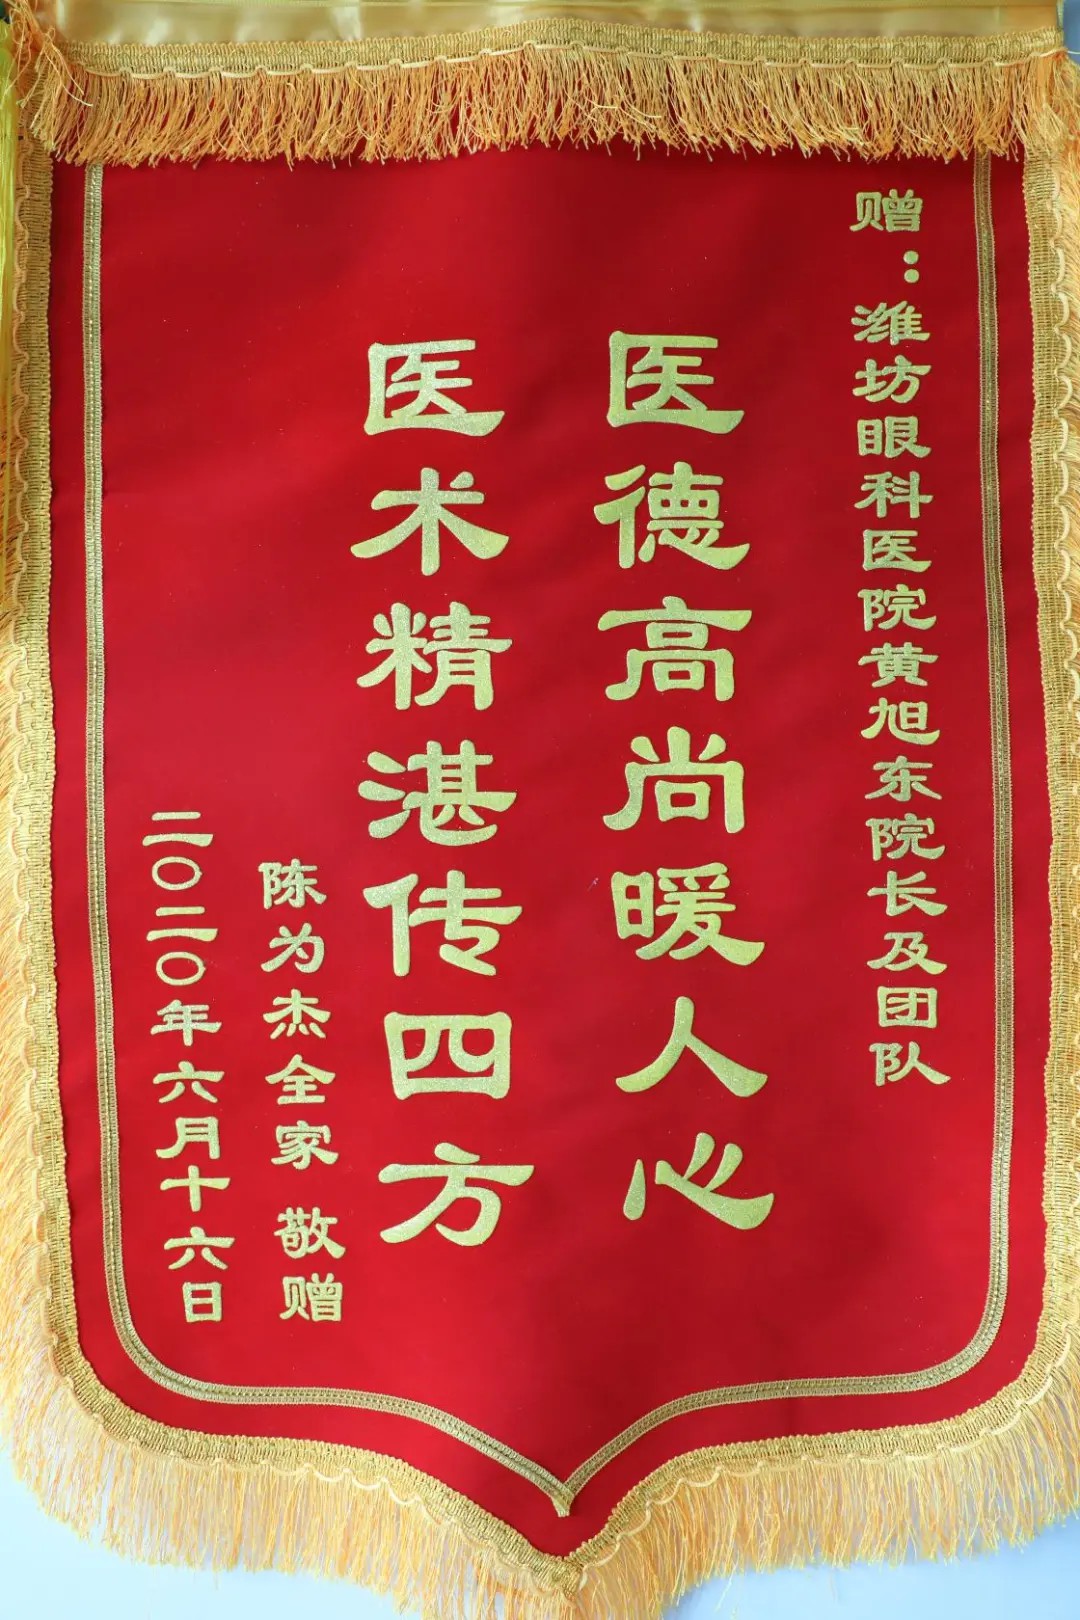 赠：潍坊眼科医院黄旭东院长及团队
医德高尚暖人心
医术精湛传四方
陈为杰全家 敬赠
二〇二〇年六月十六日